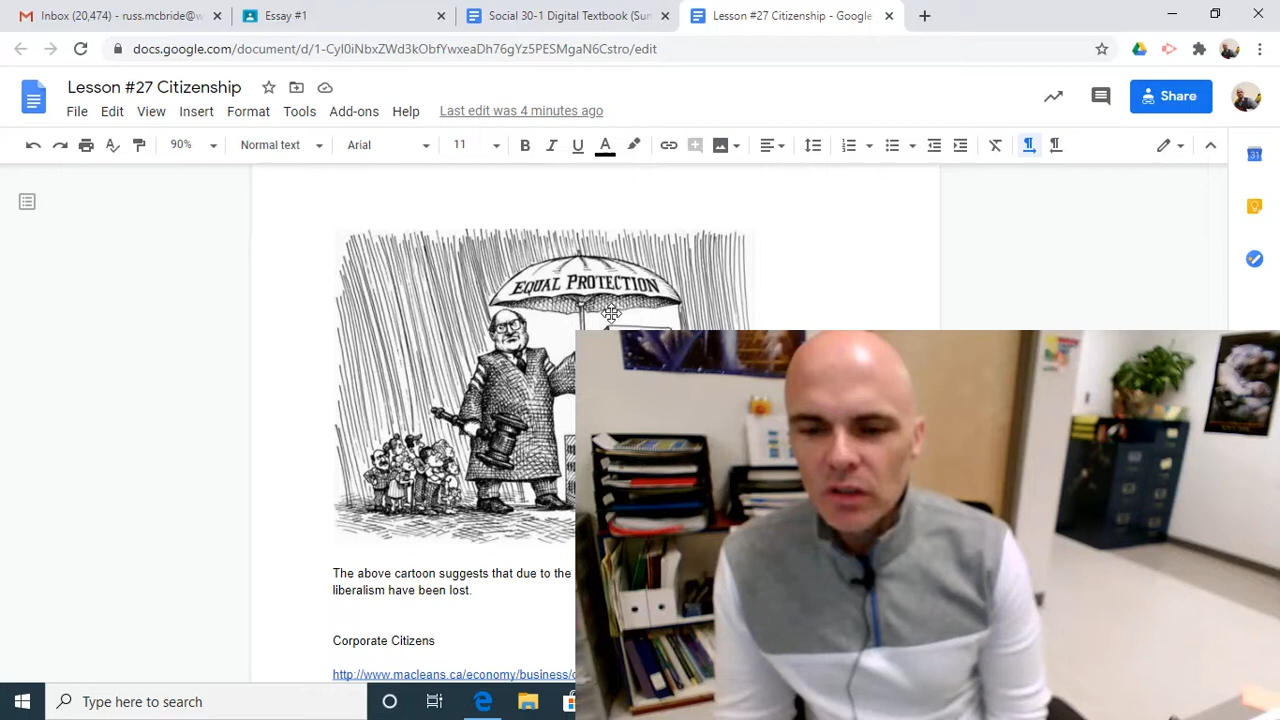 Inbox (20,474) - russ.mcbride@w
Essay #1
Social 30-1 Digital Textbook (Sur
Lesson #27 Citizenship - Google
docs.google.com/document/d/1-CyI0iNbxZWd3kObfYwxeaDh76gYz5PESMgaN6Cstro/edit
Lesson #27 Citizenship
File Edit View Insert Format Tools Add-ons Help Last edit was 4 minutes ago
Share
90% Normal text Arial 11
31
EQUAL PROTECTION
The above cartoon suggests that due to the
liberalism have been lost.
Corporate Citizens
http://www.macleans.ca/economy/business/
Type here to search